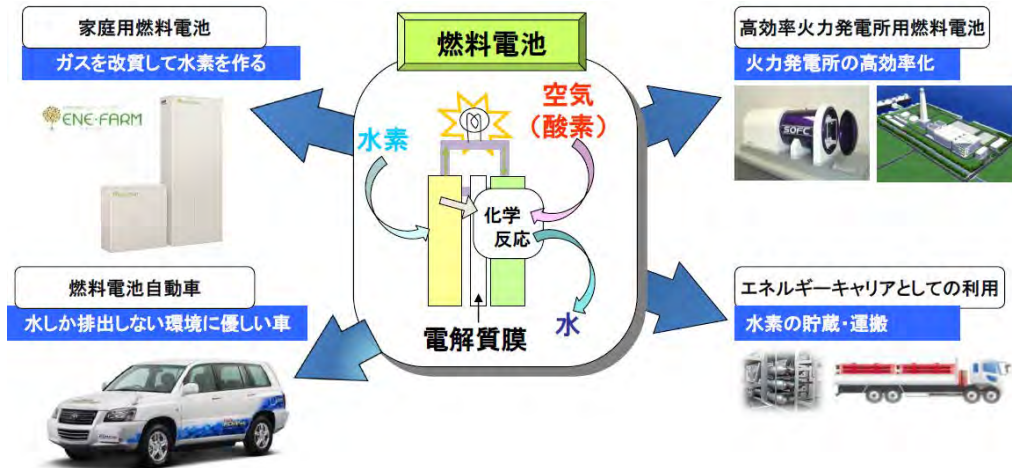 家庭用燃料電池
ガスを改質して水素を作る
ENE・FARM
燃料電池
水素
空気
（酸素）
化学
反応
水
電解質膜
高効率火力発電所用燃料電池
火力発電所の高効率化
SOFC
燃料電池自動車
水しか排出しない環境に優しい車
エネルギーキャリアとしての利用
水素の貯蔵・運搬